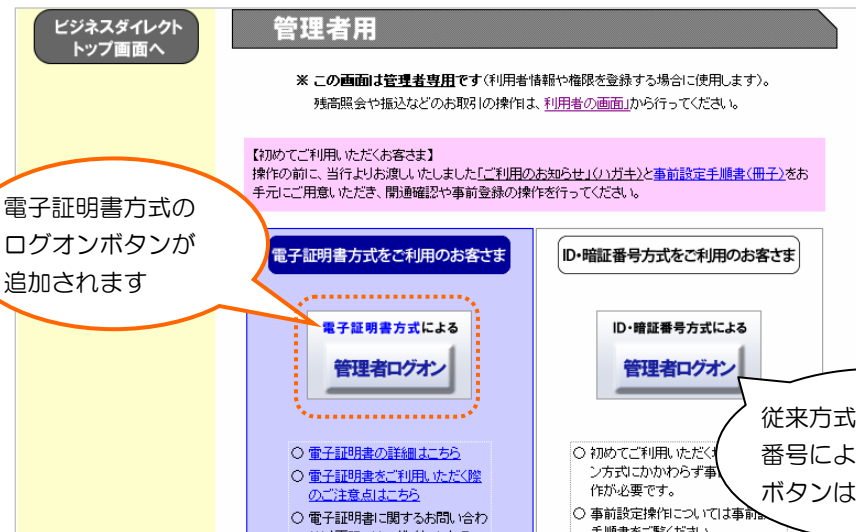 ビジネスダイレクト
トップ画面へ
管理者用
※ この画面は管理者専用です(利用者情報や権限を登録する場合に使用します)。
残高照会や振込などのお取引の操作は、利用者の画面」から行ってください。
【初めてご利用いただくお客さま】
操作の前に、当行よりお渡しいたしました「ご利用のお知らせ」(ハガキ)と事前設定手順書(冊子)をお
手元にご用意いただき、開通確認や事前登録の操作を行ってください。
電子証明書方式の
ログオンボタンが
追加されます
電子証明書方式をご利用のお客さま
電子証明書方式による
管理者ログオン
○ 電子証明書の詳細はこちら
○ 電子証明書をご利用いただく際
のご注意点はこちら
○ 電子証明書に関するお問い合わ
ID・暗証番号方式をご利用のお客さま
ID・暗証番号方式による
管理者ログオン
従来方式
番号によ
ボタンは
○ 初めてご利用いただく
ン方式にかかわらず事
作が必要です。
○ 事前設定操作については事前
手順書をご覧ください